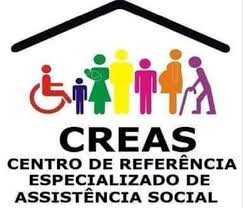 CREAS
CENTRO DE REFERÊNCIA
ESPECIALIZADO DE
ASSISTÊNCIA SOCIAL